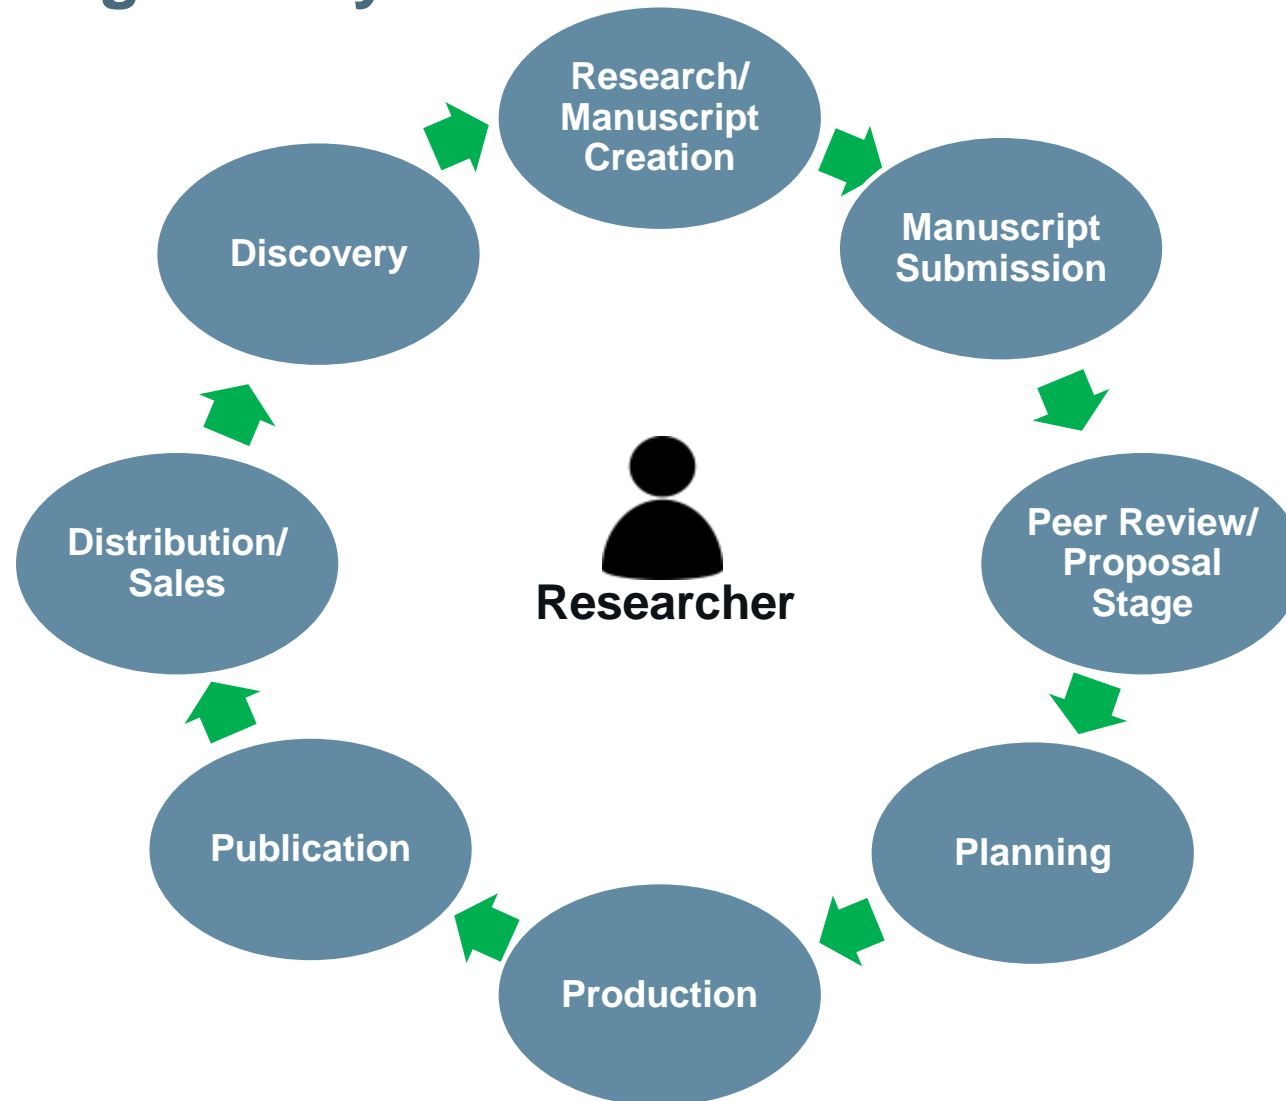 Research/
Manuscript
Creation
Manuscript
Submission
Discovery
Peer Review/
Proposal
Stage
Distribution/
Sales
Researcher
Planning
Publication
Production